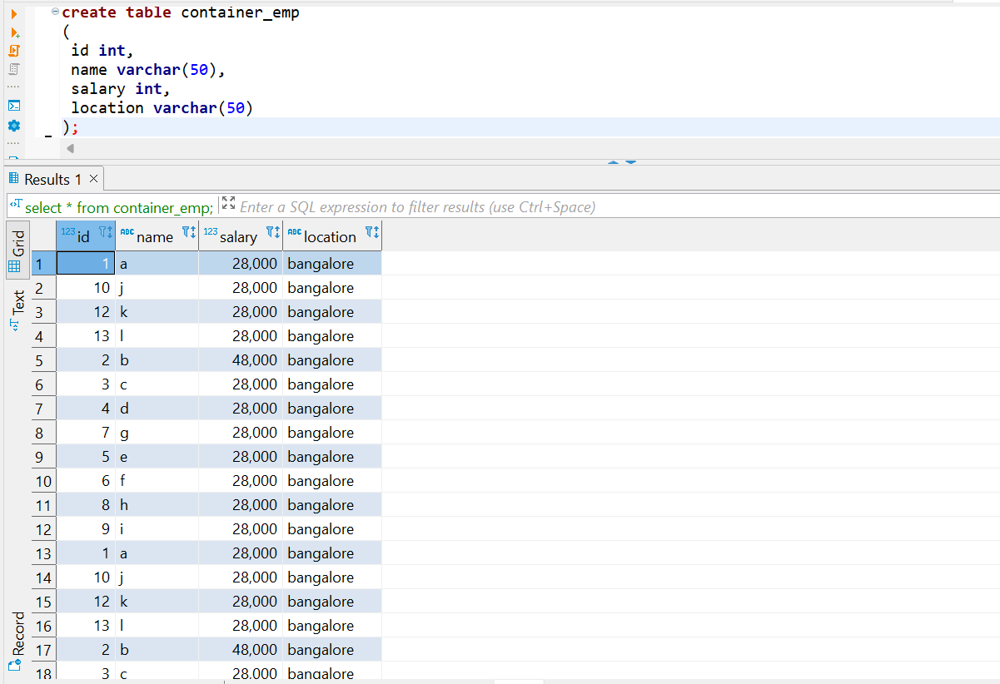 create table container_emp
(
id int,
name varchar(50),
salary int,
location varchar(50)
);
Results 1
select * from container_emp; Enter a SQL expression to filter results (use Ctrl+Space)
Grid
Text
Record
123 id ABC name 123 salary ABC location
1 1 a 28,000 bangalore
2 10 j 28,000 bangalore
3 12 k 28,000 bangalore
4 13 l 28,000 bangalore
5 2 b 48,000 bangalore
6 3 c 28,000 bangalore
7 4 d 28,000 bangalore
8 7 g 28,000 bangalore
9 5 e 28,000 bangalore
10 6 f 28,000 bangalore
11 8 h 28,000 bangalore
12 9 i 28,000 bangalore
13 1 a 28,000 bangalore
14 10 j 28,000 bangalore
15 12 k 28,000 bangalore
16 13 l 28,000 bangalore
17 2 b 48,000 bangalore
18 3 c 28,000 bangalore